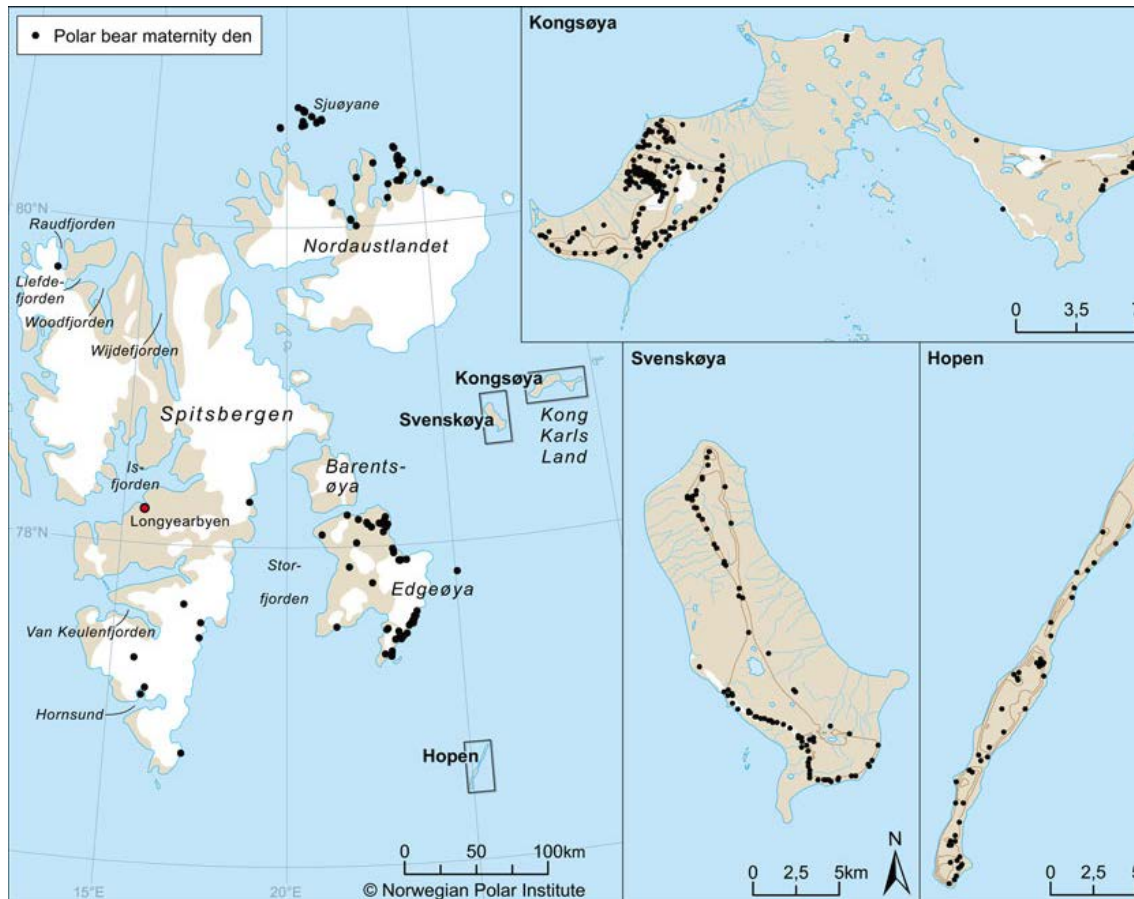 Polar bear maternity den
Sjuøyane
80°N
Raudfjorden
Nordaustlandet
Liefde-
fjorden
Woodfjorden
Wijdefjorden
Kongsøya
Spitsbergen
Svenskøya
Kong
Karls
Land
Is-
fjorden
Barents-
øya
Longyearbyen
78°N
Stor-
fjorden
Edgeøya
Van Keulenfjorden
Hornsund
Hopen
0 50 100km
15°E
20°E
© Norwegian Polar Institute
Kongsøya
0 3,5 7
Svenskøya
N
0 2,5 5km
Hopen
0 2,5 5